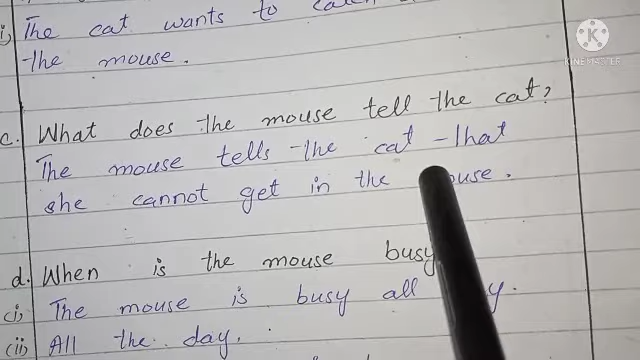 i) The cat wants to catch
the mouse.
KINEMASTER
c. What does the mouse tell the cat?
The mouse tells the cat that
she cannot get in the ouse.
d. When is the mouse busy
(i) The mouse is busy all y.
(ii) All the day.